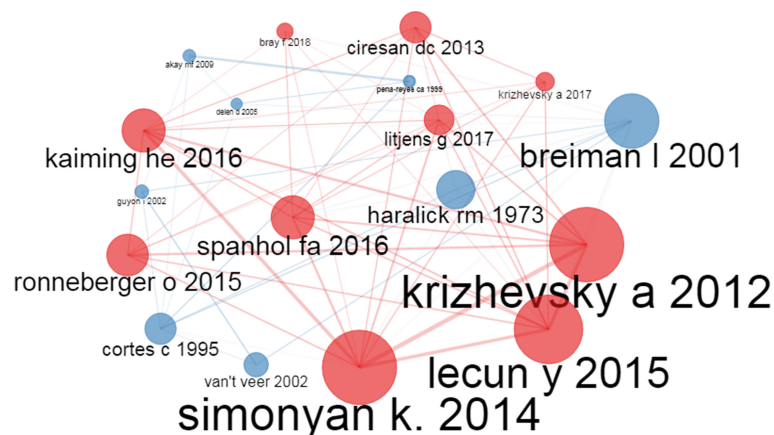 bray f 2018
ciresan dc 2013
akay mf 2009
pena-reyes ca 1999
krizhevsky a 2017
delen d 2005
litjens g 2017
kaiming he 2016
breiman l 2001
guyon i 2002
haralick rm 1973
spanhol fa 2016
ronneberger o 2015
krizhevsky a 2012
cortes c 1995
lecun y 2015
van't veer 2002
simonyan k. 2014